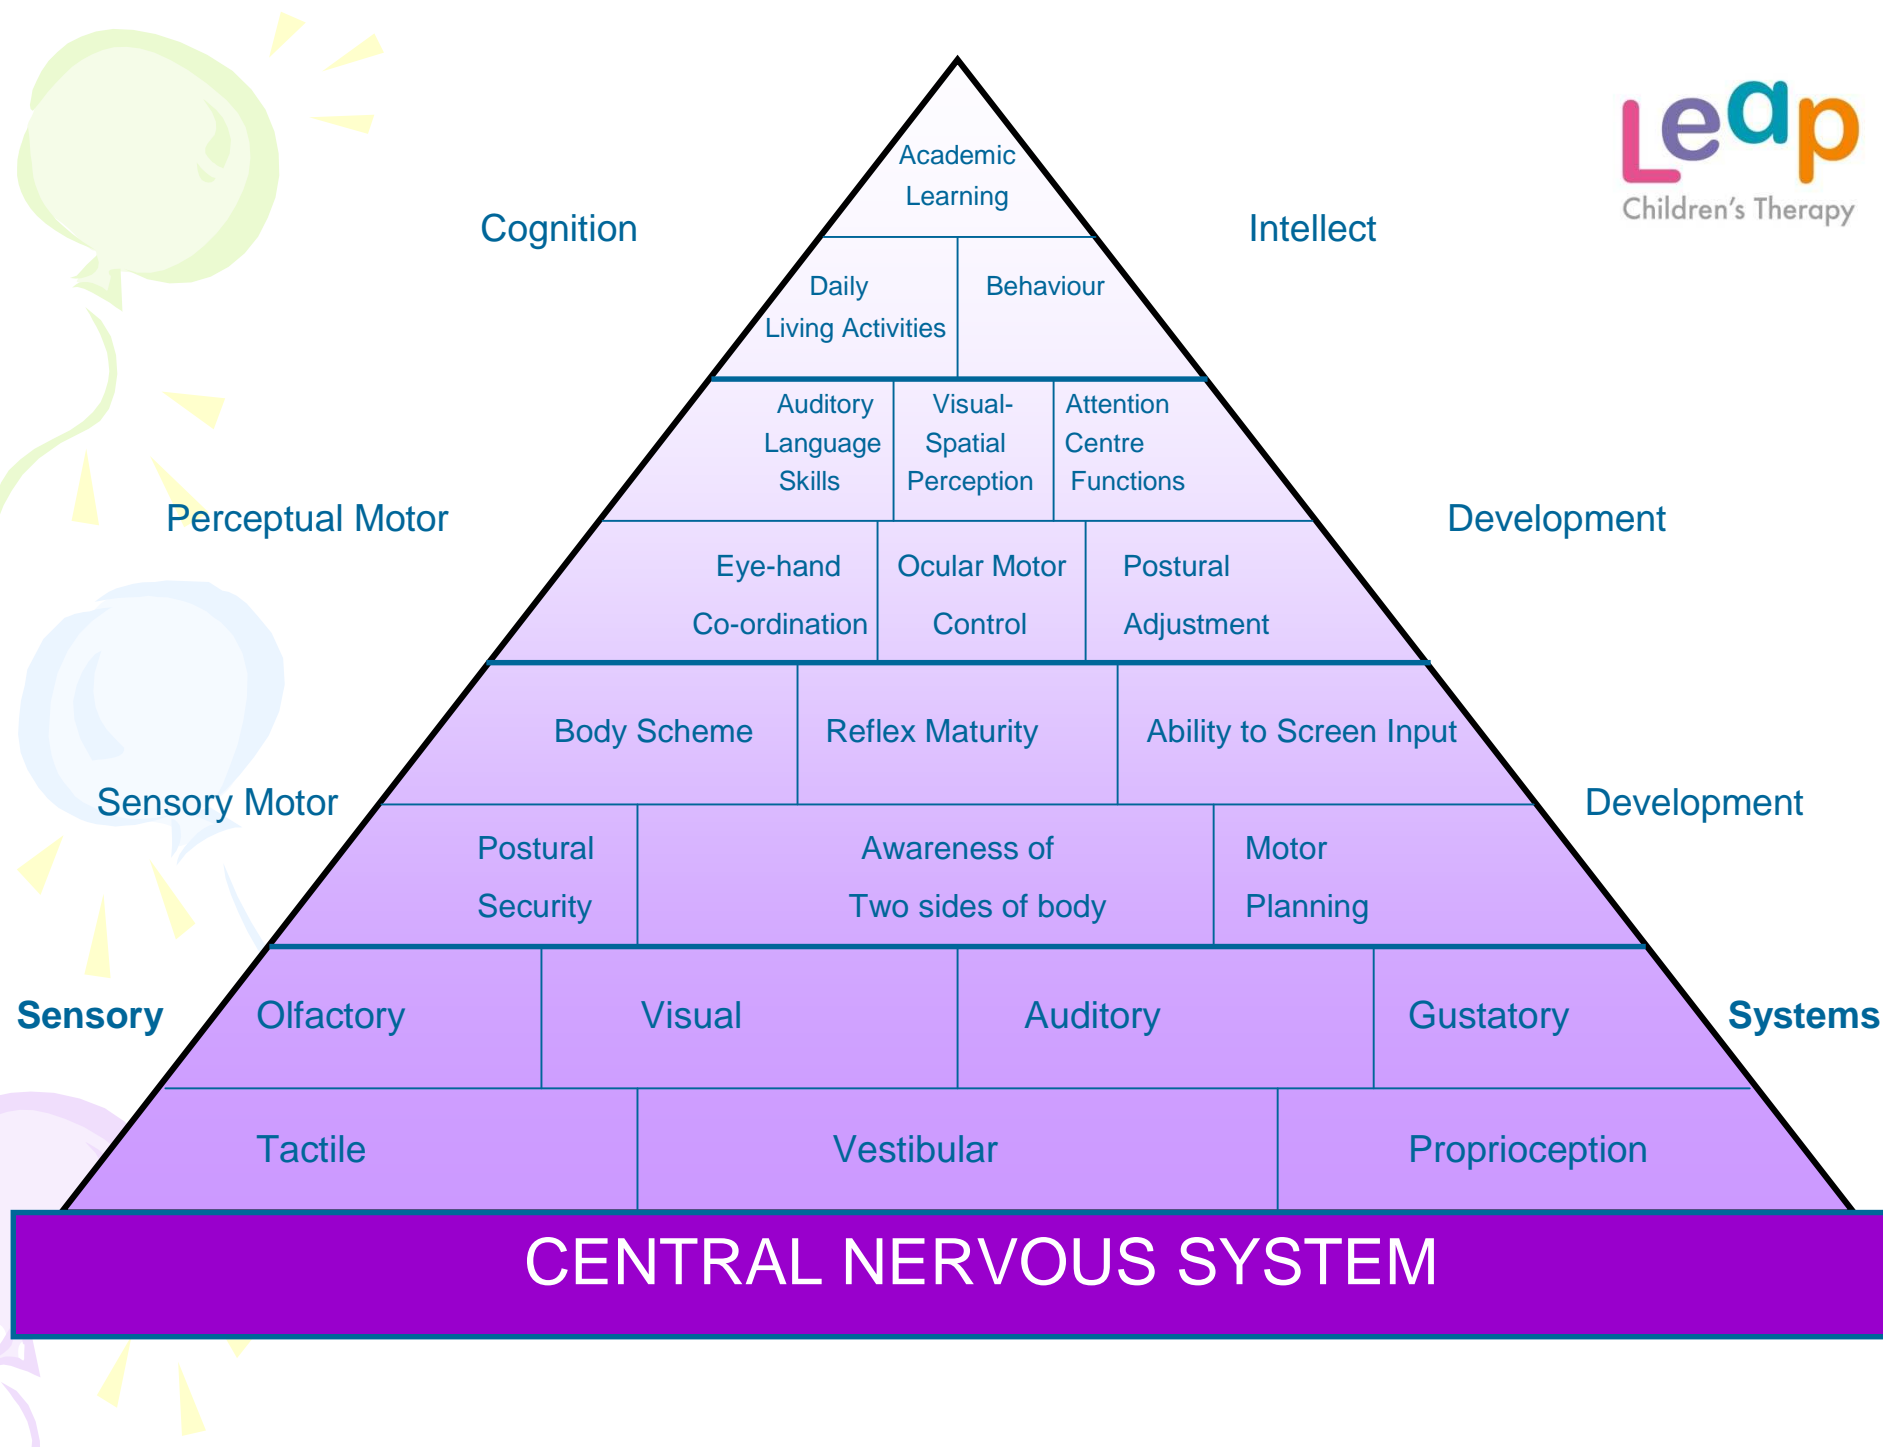 Leap
Children's Therapy
Academic
Learning
Cognition
Intellect
Daily
Living Activities
Behaviour
Auditory
Language
Skills
Visual-
Spatial
Perception
Attention
Centre
Functions
Perceptual Motor
Development
Eye-hand
Co-ordination
Ocular Motor
Control
Postural
Adjustment
Body Scheme
Reflex Maturity
Ability to Screen Input
Sensory Motor
Development
Postural
Security
Awareness of
Two sides of body
Motor
Planning
Sensory
Olfactory
Visual
Auditory
Gustatory
Systems
Tactile
Vestibular
Proprioception
CENTRAL NERVOUS SYSTEM